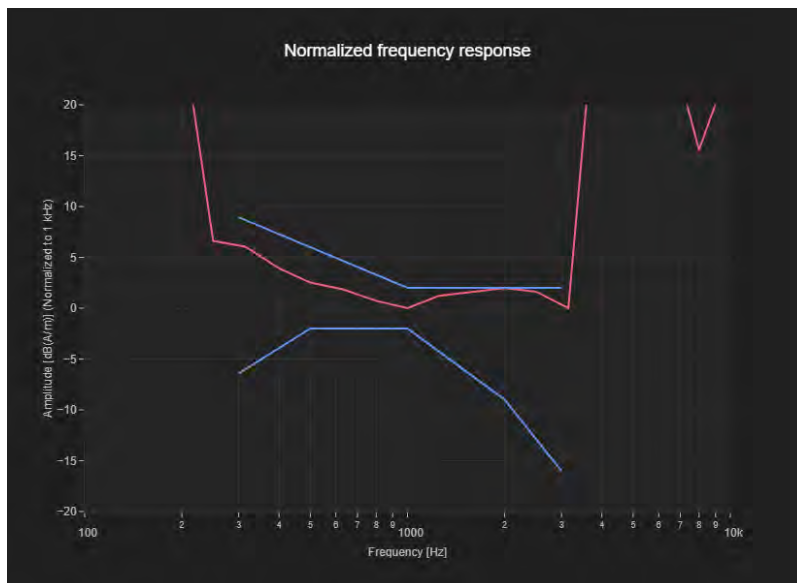 Normalized frequency response
Amplitude [dB(A/m)] (Normalized to 1 kHz)
20
15
10
5
0
−5
−10
−15
−20
100 2 3 4 5 6 7 8 9 1000 2 3 4 5 6 7 8 9 10k
Frequency [Hz]